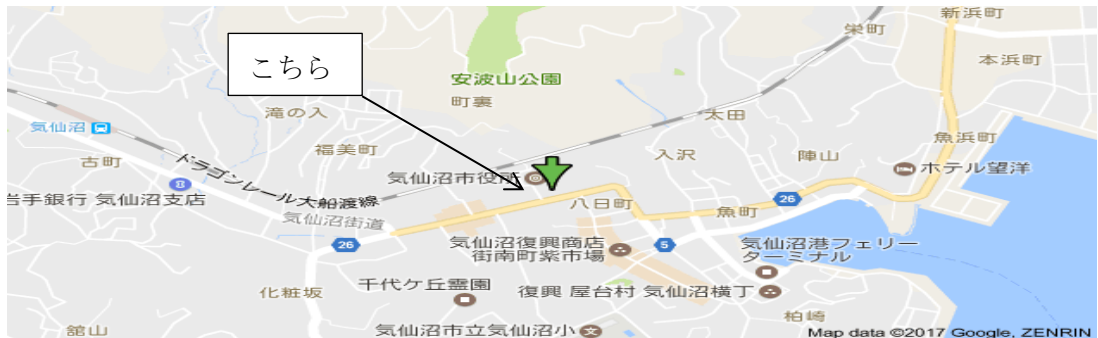 新浜町
栄町
こちら
本浜町
安波山公園
町裏
滝の入
太田
気仙沼
魚浜町
福美町
入沢
陣山
古町
ドラゴンレール大船渡線
気仙沼市役所
ホテル望洋
岩手銀行 気仙沼支店
八日町
26
魚町
気仙沼街道
26
5
気仙沼復興商店
街南町紫市場
気仙沼港フェリー
ターミナル
千代ケ丘霊園
化粧坂
復興 屋台村 気仙沼横丁
柏崎
舘山
気仙沼市立気仙沼小
文
Map data ©2017 Google, ZENRIN